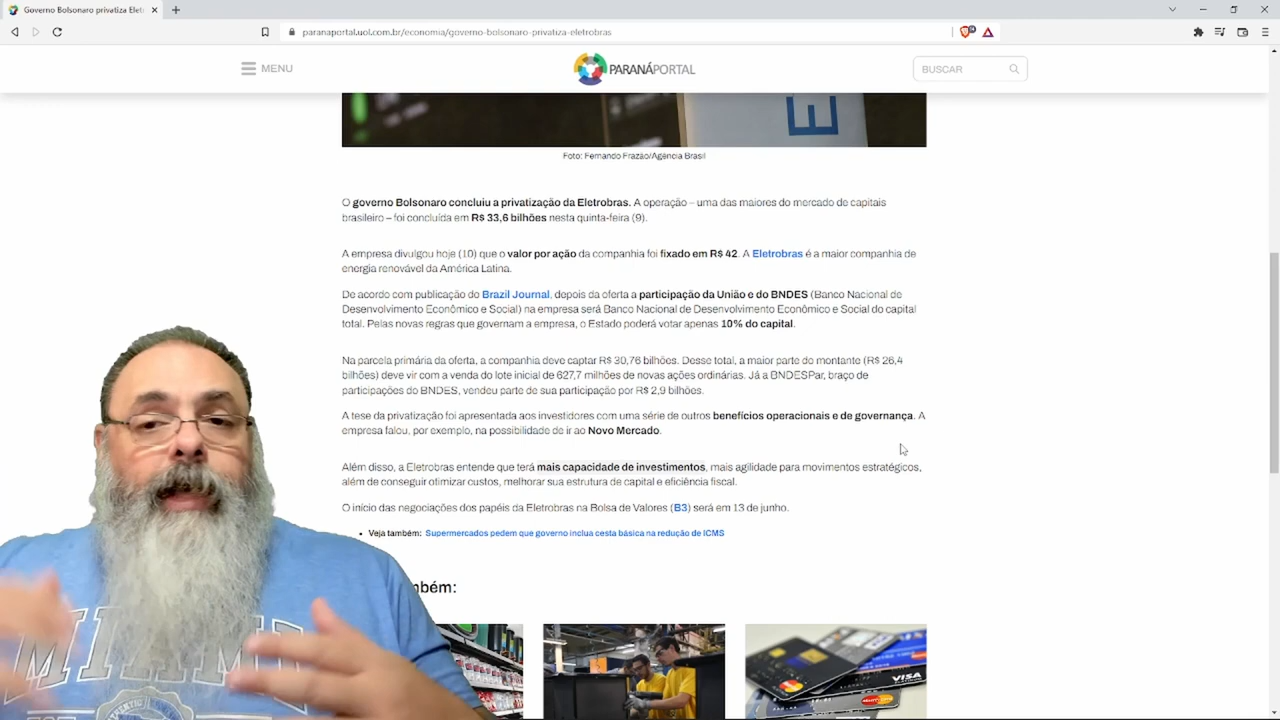 Governo Bolsonaro privatiza Elet
paranaportal.uol.com.br/economia/governo-bolsonaro-privatiza-eletrobras
MENU
PARANÁPORTAL
BUSCAR
E
Foto: Fernando Frazão/Agência Brasil
O governo Bolsonaro concluiu a privatização da Eletrobras. A operação – uma das maiores do mercado de capitais
brasileiro – foi concluída em R$ 33,6 bilhões nesta quinta-feira (9).
A empresa divulgou hoje (10) que o valor por ação da companhia foi fixado em R$ 42. A Eletrobras é a maior companhia de
energia renovável da América Latina.
De acordo com publicação do Brazil Journal, depois da oferta a participação da União e do BNDES (Banco Nacional de
Desenvolvimento Econômico e Social) na empresa será Banco Nacional de Desenvolvimento Econômico e Social do capital
total. Pelas novas regras que governam a empresa, o Estado poderá votar apenas 10% do capital.
Na parcela primária da oferta, a companhia deve captar R$ 30,76 bilhões. Desse total, a maior parte do montante (R$ 26,4
bilhões) deve vir com a venda do lote inicial de 627,7 milhões de novas ações ordinárias. Já a BNDESPar, braço de
participações do BNDES, vendeu parte de sua participação por R$ 2,9 bilhões.
A tese da privatização foi apresentada aos investidores com uma série de outros benefícios operacionais e de governança. A
empresa falou, por exemplo, na possibilidade de ir ao Novo Mercado.
Além disso, a Eletrobras entende que terá mais capacidade de investimentos, mais agilidade para movimentos estratégicos,
além de conseguir otimizar custos, melhorar sua estrutura de capital e eficiência fiscal.
O início das negociações dos papéis da Eletrobras na Bolsa de Valores (B3) será em 13 de junho.
Veja também: Supermercados pedem que governo inclua cesta básica na redução de ICMS
mbém:
VISA
MasterCard